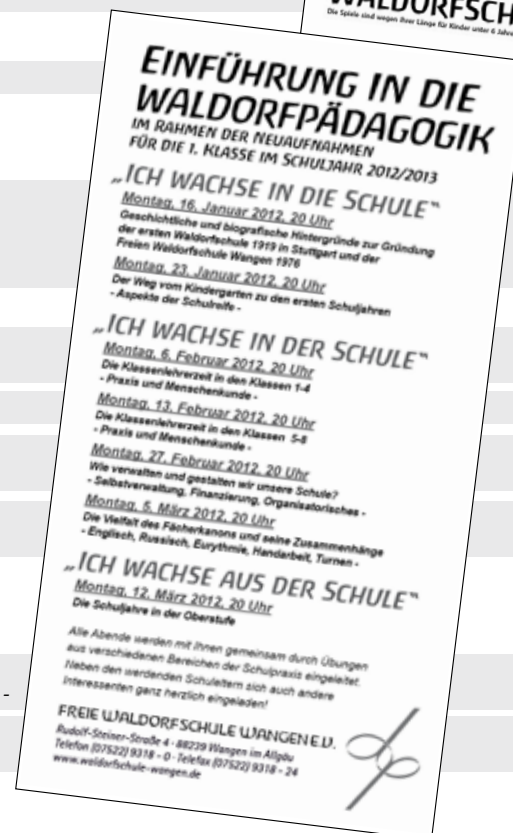 WALDORFSCH
Die Spiele sind wegen ihrer Länge für Kinder unter 6 Jahre
EINFÜHRUNG IN DIE
WALDORFPÄDAGOGIK
IM RAHMEN DER NEUAUFNAHMEN
FÜR DIE 1. KLASSE IM SCHULJAHR 2012/2013
„ICH WACHSE IN DIE SCHULE“
Montag, 16. Januar 2012, 20 Uhr
Geschichtliche und biografische Hintergründe zur Gründung
der ersten Waldorfschule 1919 in Stuttgart und der
Freien Waldorfschule Wangen 1976
Montag, 23. Januar 2012, 20 Uhr
Der Weg vom Kindergarten zu den ersten Schuljahren
- Aspekte der Schulreife -
„ICH WACHSE IN DER SCHULE“
Montag, 6. Februar 2012, 20 Uhr
Die Klassenlehrerzeit in den Klassen 1-4
- Praxis und Menschenkunde -
Montag, 13. Februar 2012, 20 Uhr
Die Klassenlehrerzeit in den Klassen 5-8
- Praxis und Menschenkunde -
Montag, 27. Februar 2012, 20 Uhr
Wie verwalten und gestalten wir unsere Schule?
- Selbstverwaltung, Finanzierung, Organisatorisches -
Montag, 5. März 2012, 20 Uhr
Die Vielfalt des Fächerkanons und seine Zusammenhänge
- Englisch, Russisch, Eurythmie, Handarbeit, Turnen -
„ICH WACHSE AUS DER SCHULE“
Montag, 12. März 2012, 20 Uhr
Die Schuljahre in der Oberstufe
Alle Abende werden mit Ihnen gemeinsam durch Übungen
aus verschiedenen Bereichen der Schulpraxis eingeleitet.
Neben den werdenden Schuleltern sich auch andere
Interessenten ganz herzlich eingeladen!
-
FREIE WALDORFSCHULE WANGEN E.V.
Rudolf-Steiner-Straße 4 · 88239 Wangen im Allgäu
Telefon (07522) 9318 - 0 · Telefax (07522) 9318 - 24
www.waldorfschule-wangen.de